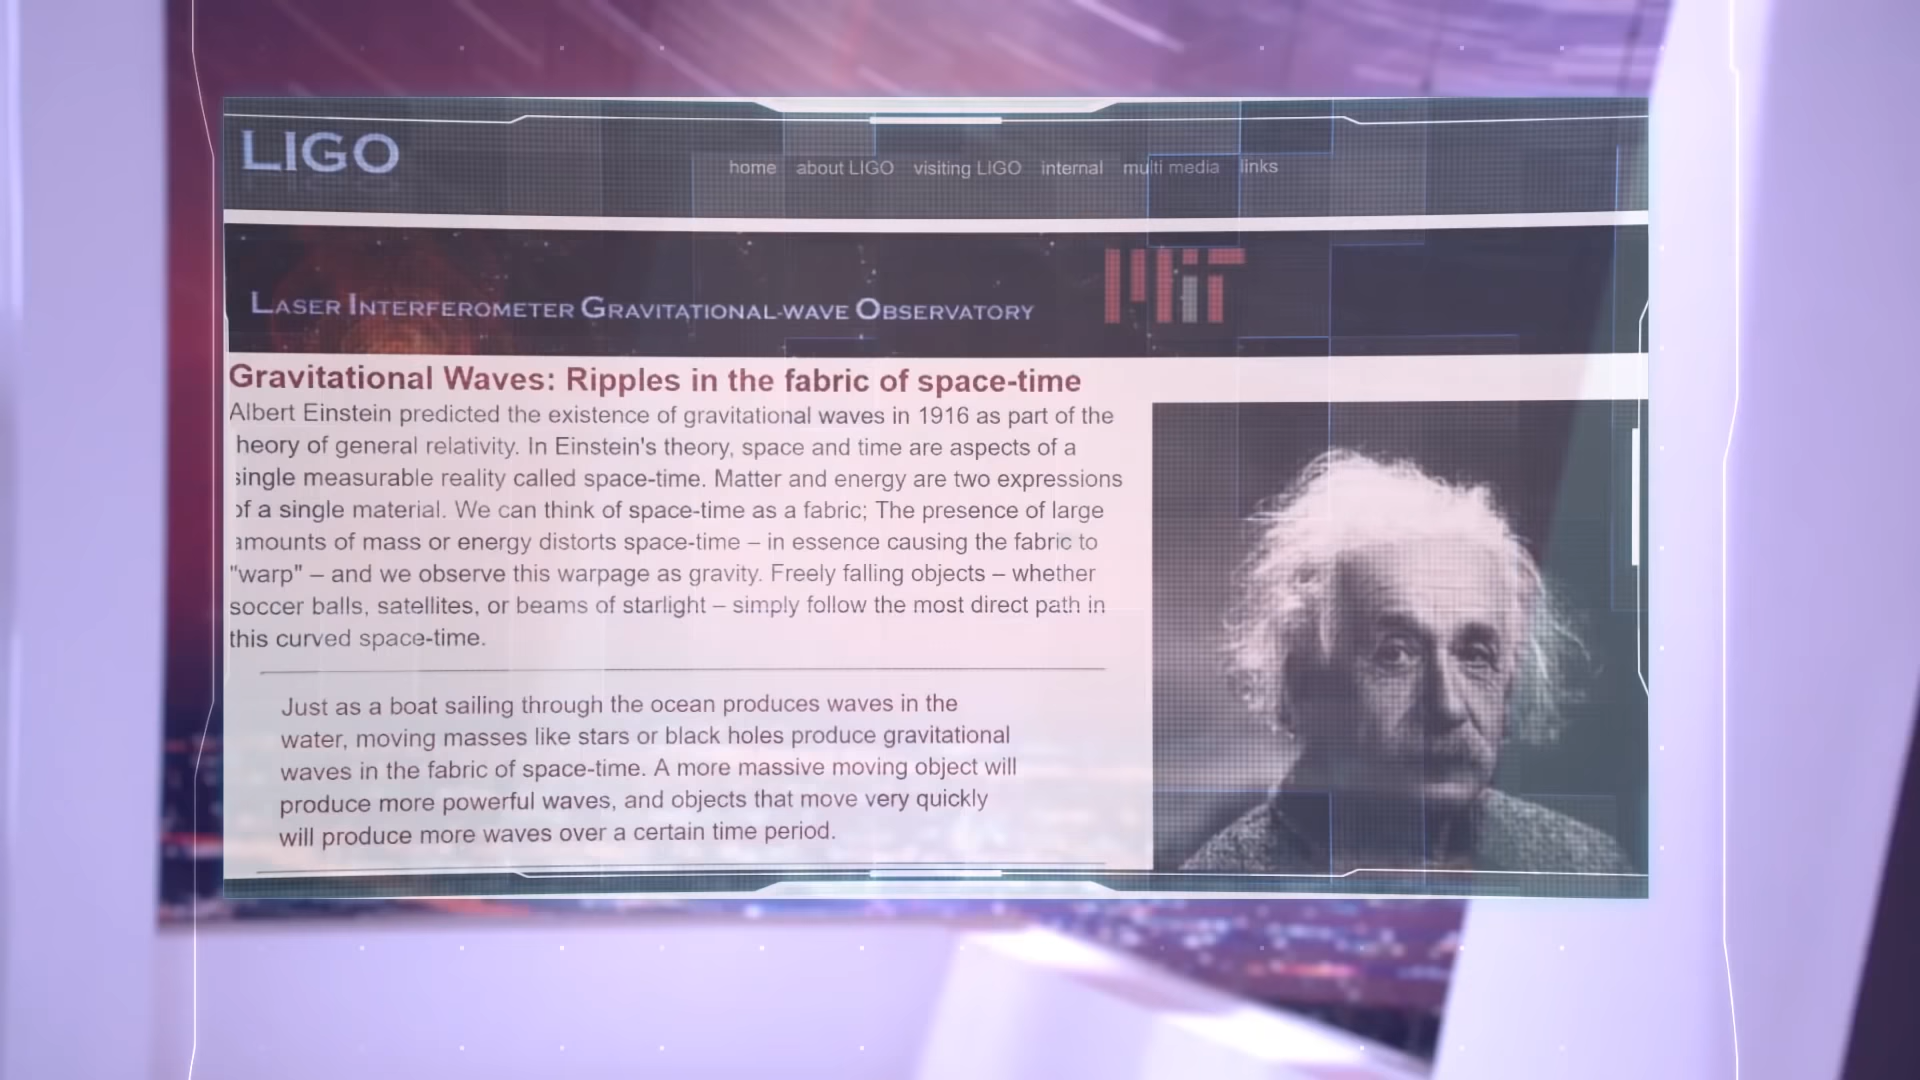 LIGO
home about LIGO visiting LIGO internal multi media links
LASER INTERFEROMETER GRAVITATIONAL-WAVE OBSERVATORY
MIT
Gravitational Waves: Ripples in the fabric of space-time
Albert Einstein predicted the existence of gravitational waves in 1916 as part of the
heory of general relativity. In Einstein's theory, space and time are aspects of a
single measurable reality called space-time. Matter and energy are two expressions
of a single material. We can think of space-time as a fabric; The presence of large
amounts of mass or energy distorts space-time – in essence causing the fabric to
"warp" – and we observe this warpage as gravity. Freely falling objects – whether
soccer balls, satellites, or beams of starlight – simply follow the most direct path in
this curved space-time.
Just as a boat sailing through the ocean produces waves in the
water, moving masses like stars or black holes produce gravitational
waves in the fabric of space-time. A more massive moving object will
produce more powerful waves, and objects that move very quickly
will produce more waves over a certain time period.